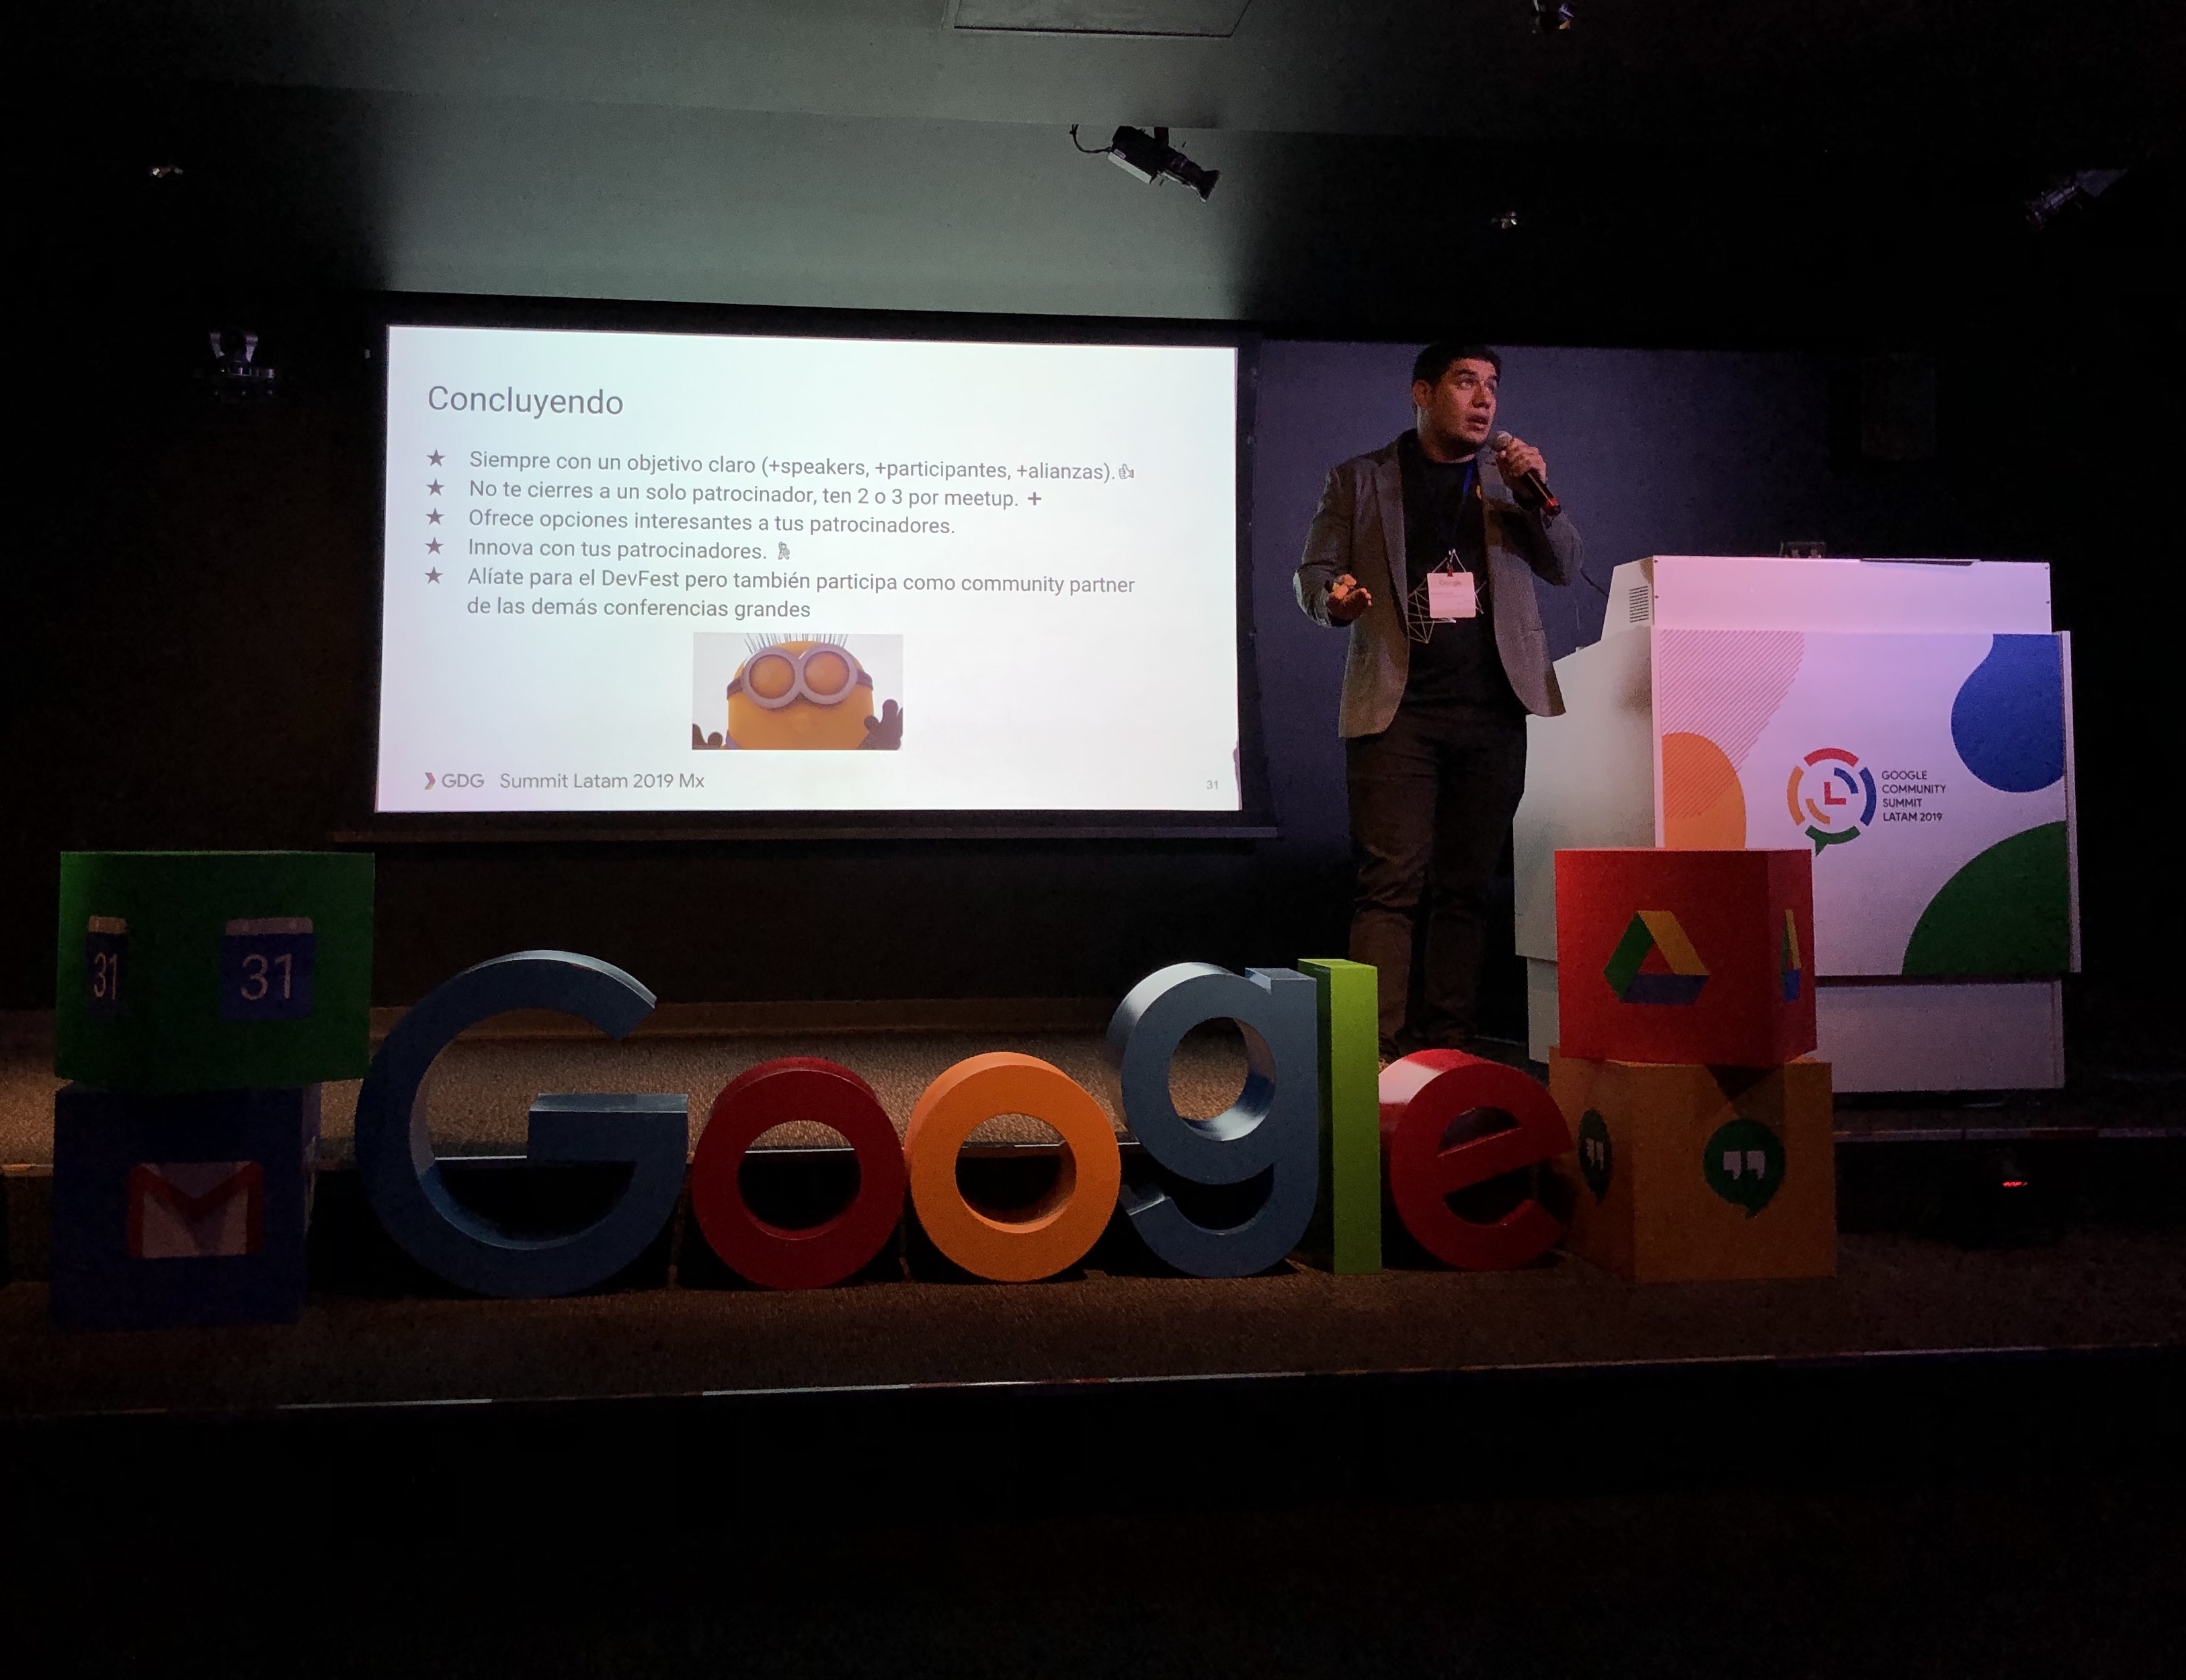 Concluyendo
★ Siempre con un objetivo claro (+speakers, +participantes, +alianzas).👍
★ No te cierres a un solo patrocinador, ten 2 o 3 por meetup. +
★ Ofrece opciones interesantes a tus patrocinadores.
★ Innova con tus patrocinadores.
★ Alíate para el DevFest pero también participa como community partner
de las demás conferencias grandes
GDG Summit Latam 2019 Mx
31
Google
GOOGLE
COMMUNITY
SUMMIT
LATAM 2019
31
31
Google